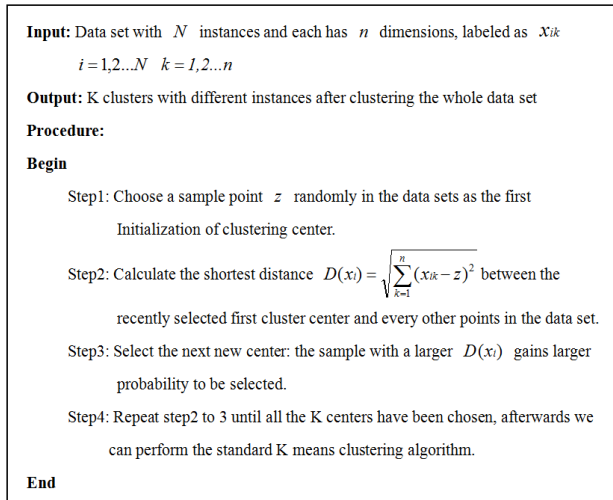 Input: Data set with N instances and each has n dimensions, labeled as xik
i = 1,2...N k = 1,2...n
Output: K clusters with different instances after clustering the whole data set
Procedure:
Begin
Step1: Choose a sample point z randomly in the data sets as the first
Initialization of clustering center.
Step2: Calculate the shortest distance D(xi) = √∑(k=1 to n)(xik − z)² between the
recently selected first cluster center and every other points in the data set.
Step3: Select the next new center: the sample with a larger D(xi) gains larger
probability to be selected.
Step4: Repeat step2 to 3 until all the K centers have been chosen, afterwards we
can perform the standard K means clustering algorithm.
End